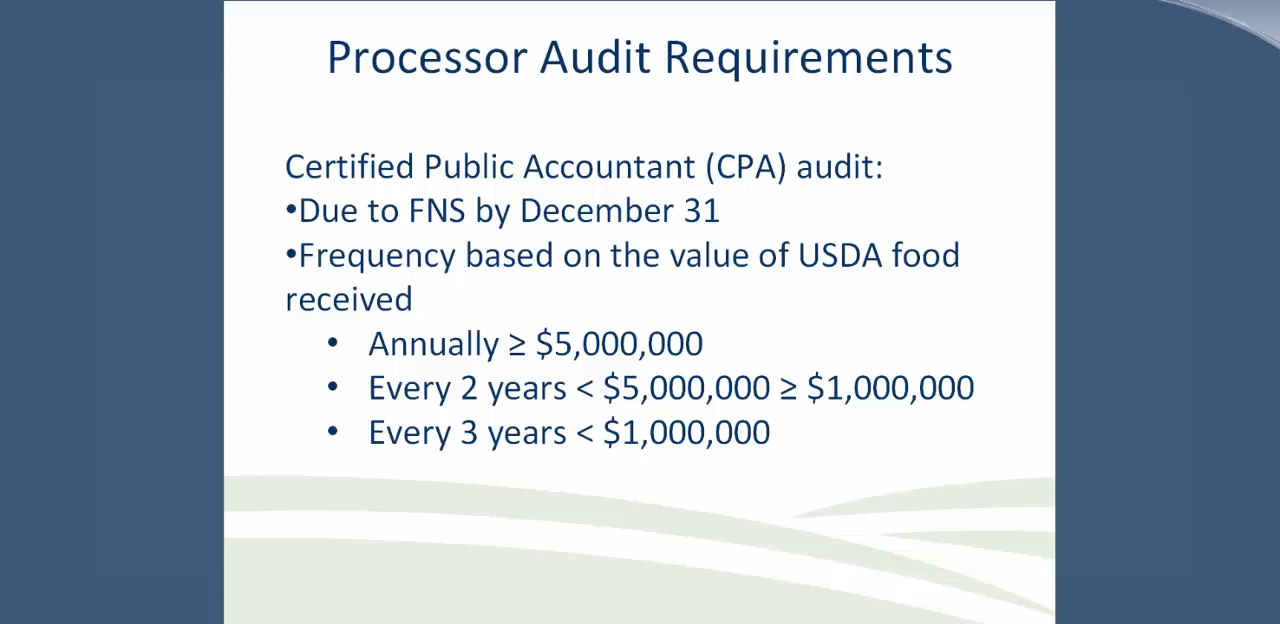 Processor Audit Requirements
Certified Public Accountant (CPA) audit:
•Due to FNS by December 31
•Frequency based on the value of USDA food
received
• Annually ≥ $5,000,000
• Every 2 years < $5,000,000 ≥ $1,000,000
• Every 3 years < $1,000,000